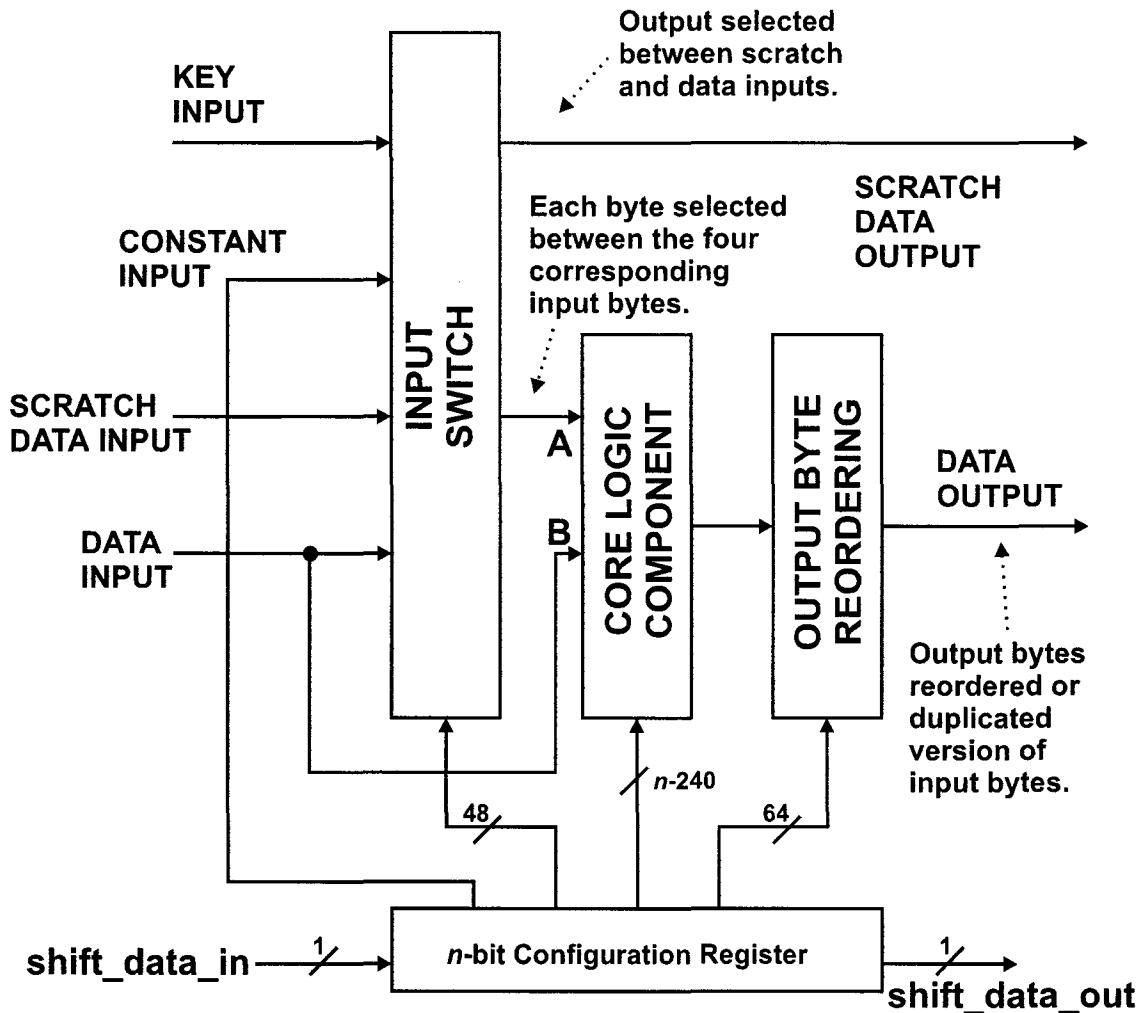 Output selected
between scratch
and data inputs.
KEY
INPUT
SCRATCH
DATA
OUTPUT
Each byte selected
between the four
corresponding
input bytes.
CONSTANT
INPUT
INPUT
SWITCH
SCRATCH
DATA INPUT
A
CORE LOGIC
COMPONENT
OUTPUT BYTE
REORDERING
DATA
OUTPUT
B
DATA
INPUT
Output bytes
reordered or
duplicated
version of
input bytes.
n-240
48
64
n-bit Configuration Register
shift_data_in
1
1
shift_data_out